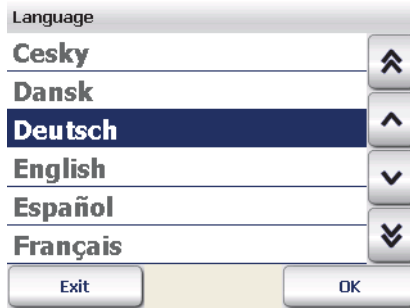 Language
Cesky
Dansk
Deutsch
English
Español
Français
Exit
OK